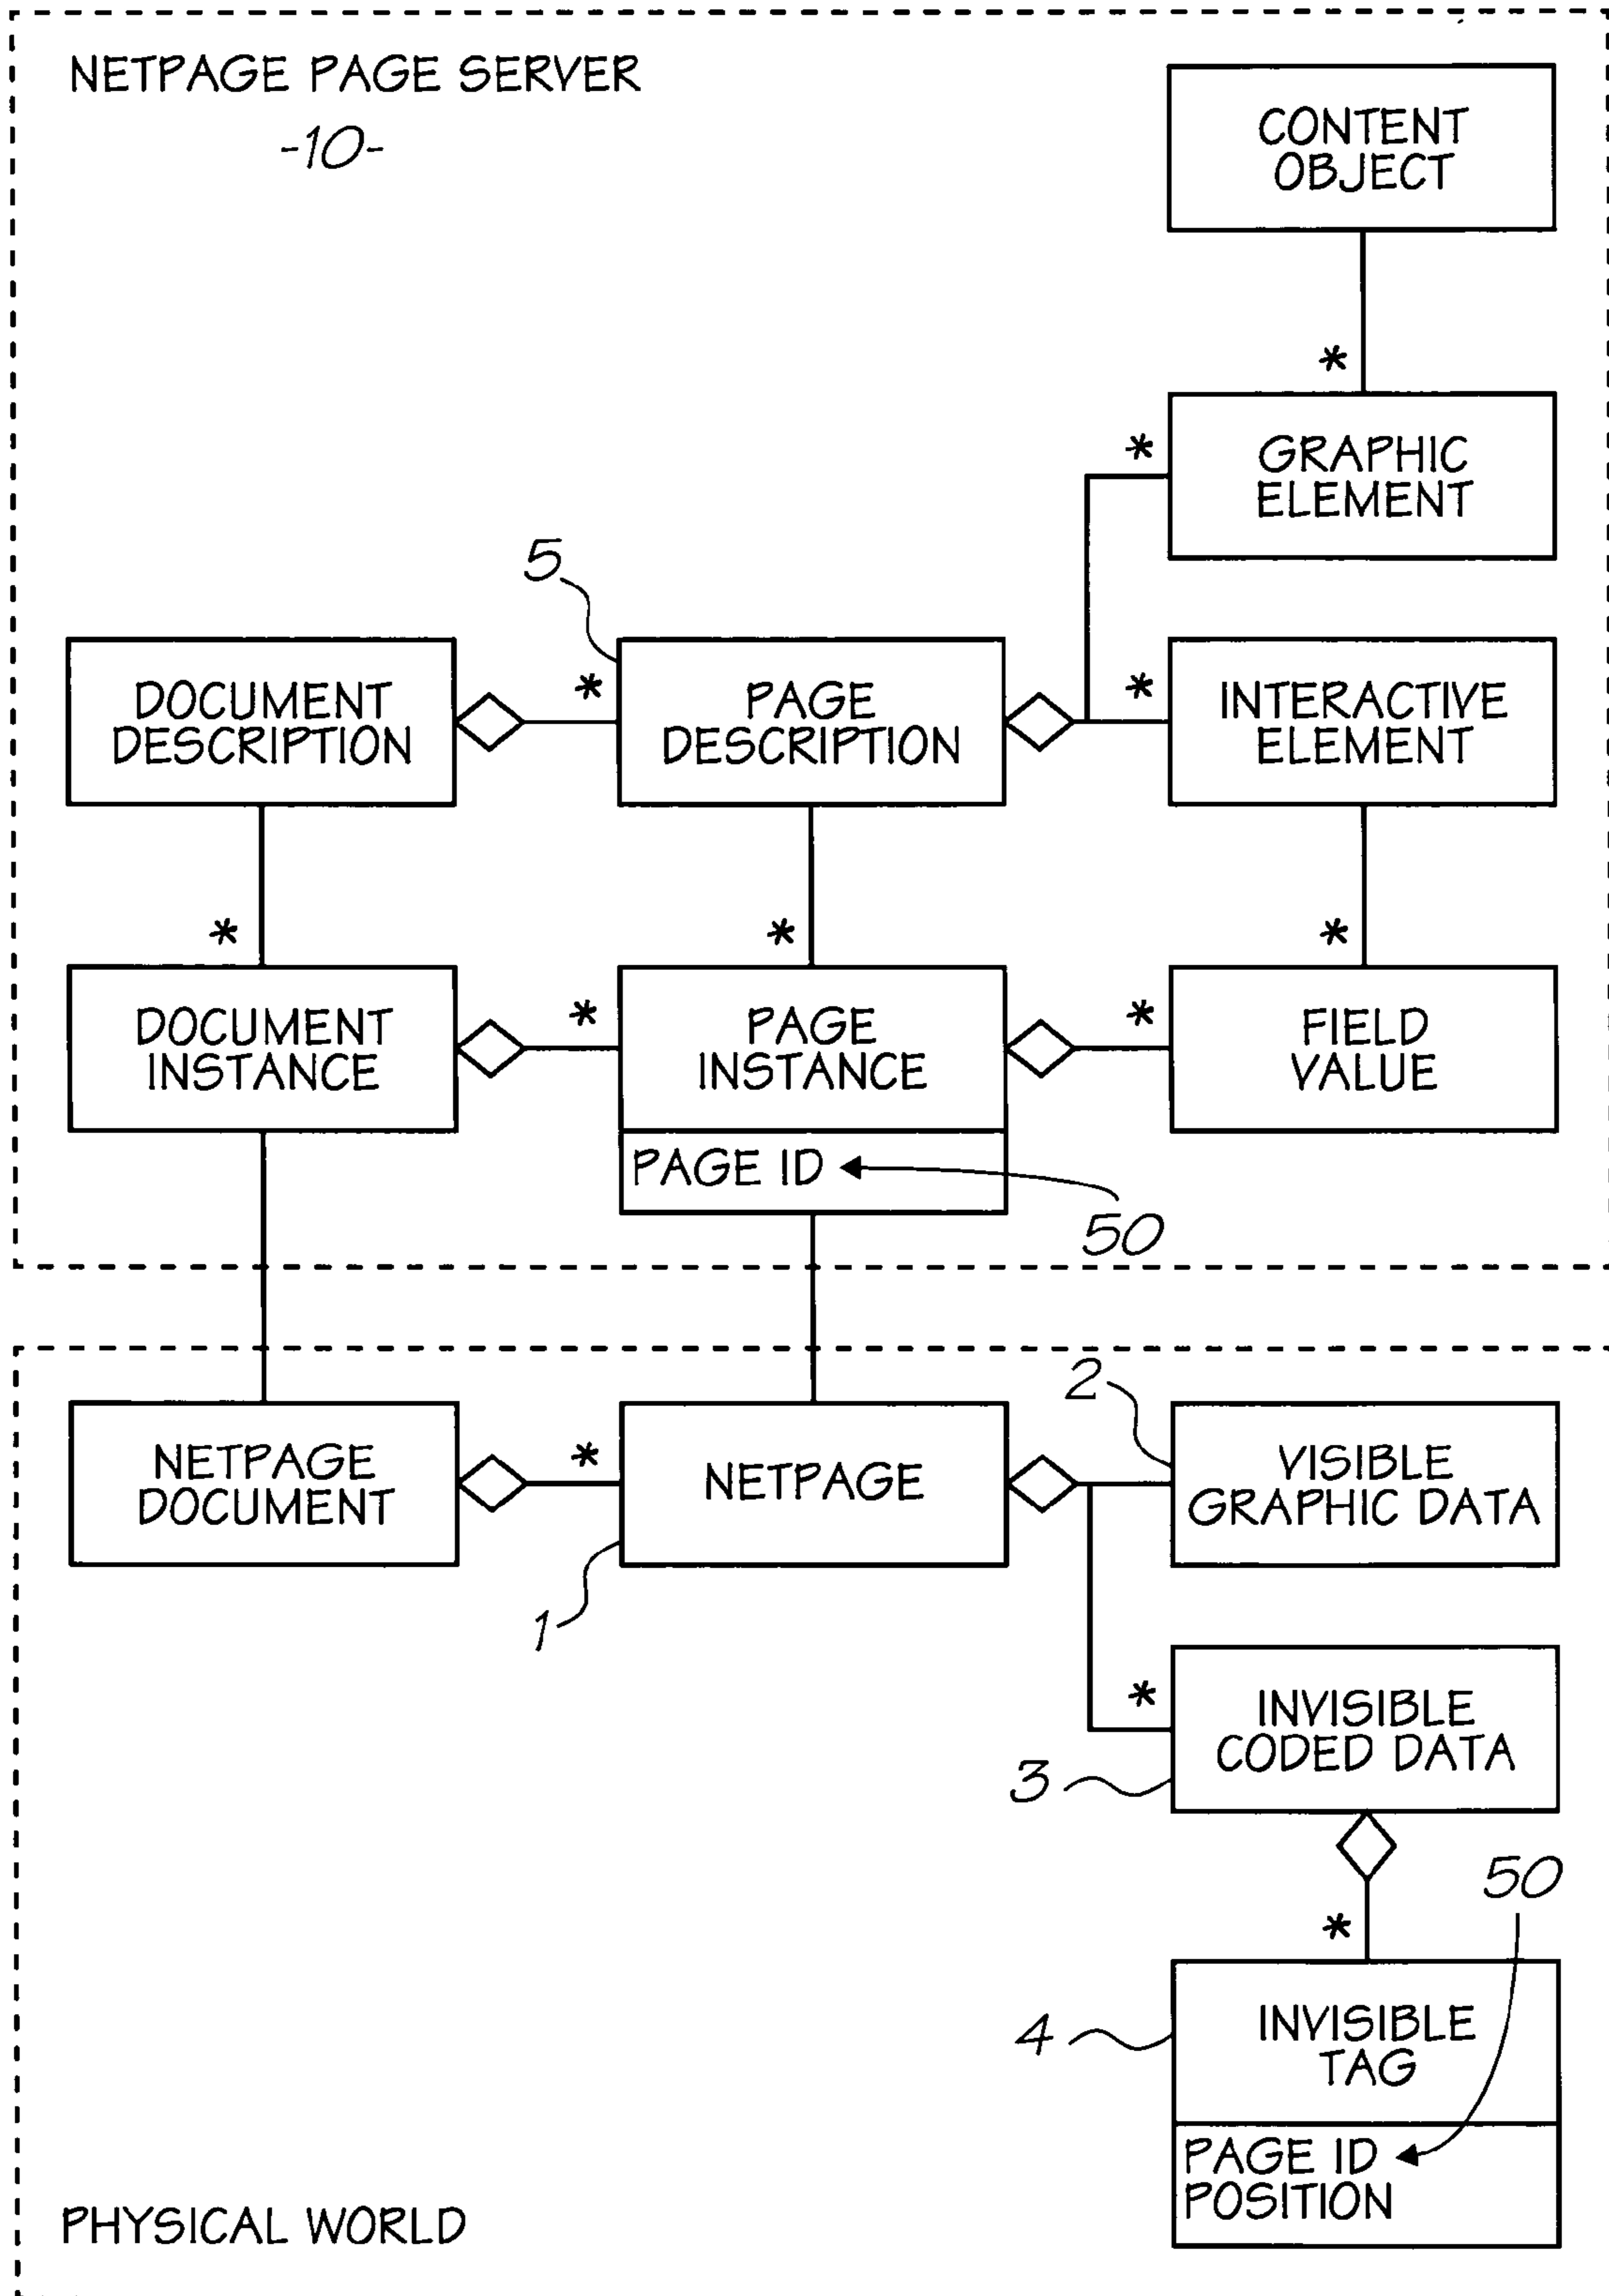 NETPAGE PAGE SERVER
-10-
CONTENT
OBJECT
*
*
GRAPHIC
ELEMENT
5
DOCUMENT
DESCRIPTION
*
PAGE
DESCRIPTION
*
INTERACTIVE
ELEMENT
*
*
*
DOCUMENT
INSTANCE
*
PAGE
INSTANCE
*
FIELD
VALUE
PAGE ID
50
NETPAGE
DOCUMENT
*
NETPAGE
1
2
VISIBLE
GRAPHIC DATA
*
INVISIBLE
CODED DATA
3
50
*
4
INVISIBLE
TAG
PAGE ID
POSITION
PHYSICAL WORLD